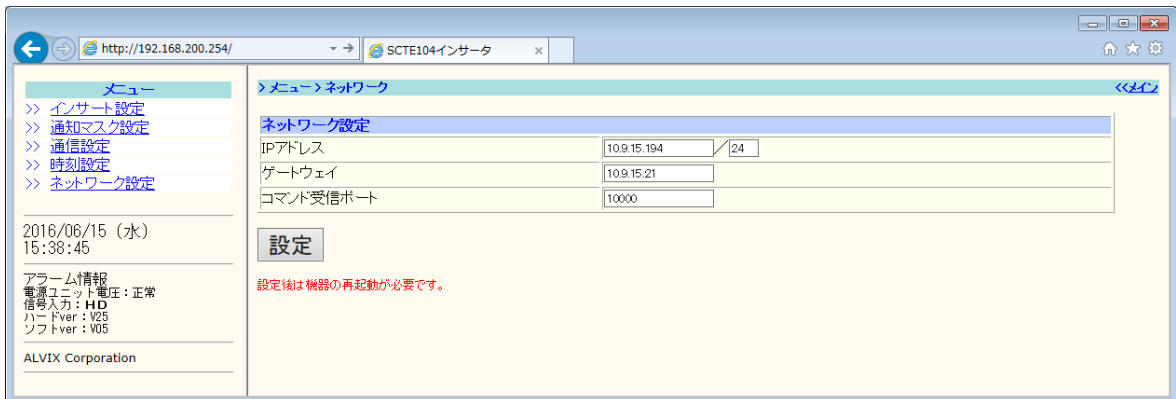 http://192.168.200.254/
SCTE104インサータ
メニュー
>> インサート設定
>> 通知マスク設定
>> 通信設定
>> 時刻設定
>> ネットワーク設定
2016/06/15 (水)
15:38:45
アラーム情報
電源ユニット電圧：正常
信号入力：HD
ハードver：V25
ソフトver：V05
ALVIX Corporation
> メニュー > ネットワーク <<メイン
ネットワーク設定
IPアドレス 10.9.15.194 / 24
ゲートウェイ 10.9.15.21
コマンド受信ポート 10000
設定
設定後は機器の再起動が必要です。